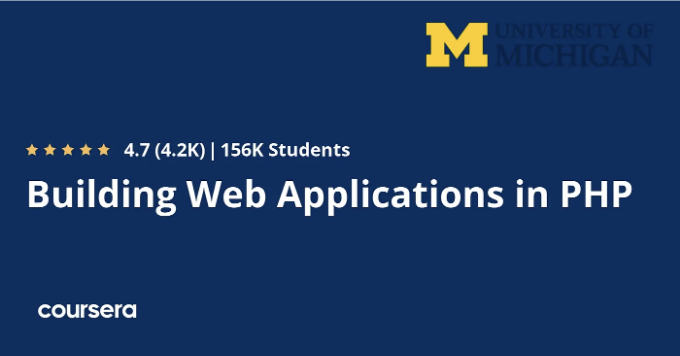 M UNIVERSITY OF
MICHIGAN
4.7 (4.2K) | 156K Students
Building Web Applications in PHP
coursera